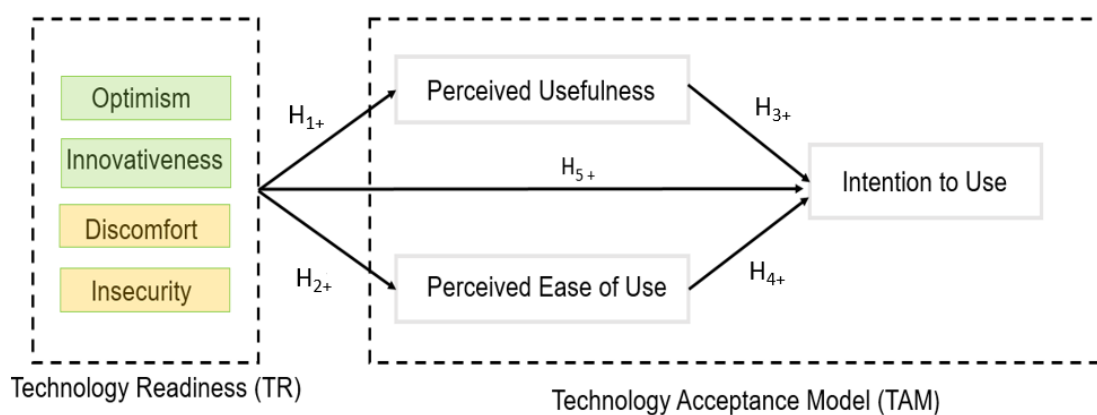 Optimism
Innovativeness
Discomfort
Insecurity
Technology Readiness (TR)
H1+
H2+
Perceived Usefulness
H5+
Perceived Ease of Use
H3+
H4+
Intention to Use
Technology Acceptance Model (TAM)